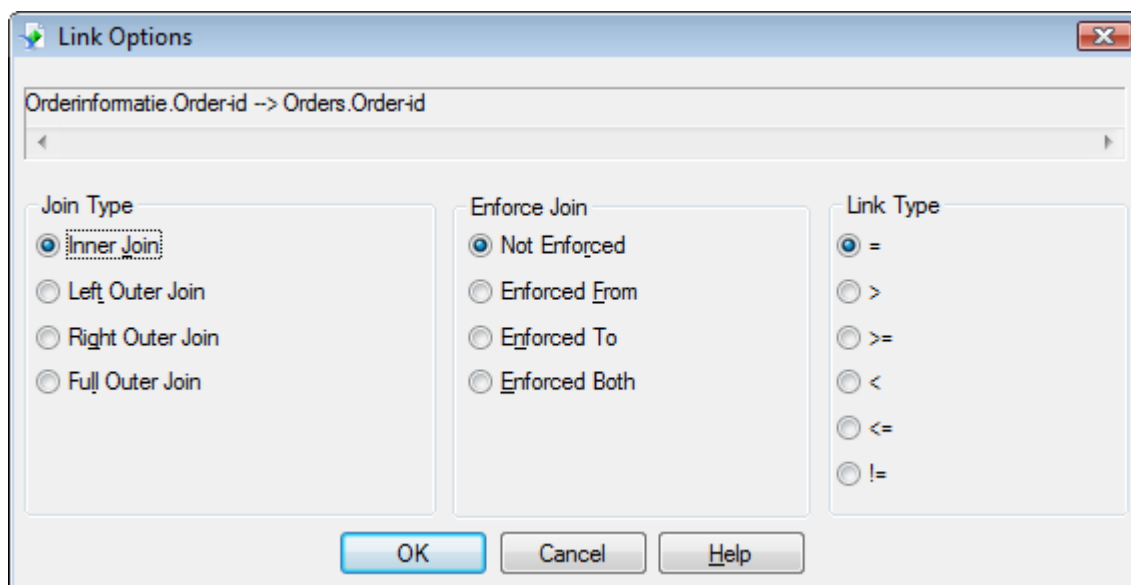 Link Options
Orderinformatie.Order-id --> Orders.Order-id
Join Type
Inner Join
Left Outer Join
Right Outer Join
Full Outer Join
Enforce Join
Not Enforced
Enforced From
Enforced To
Enforced Both
Link Type
=
>
>=
<
<=
!=
OK
Cancel
Help